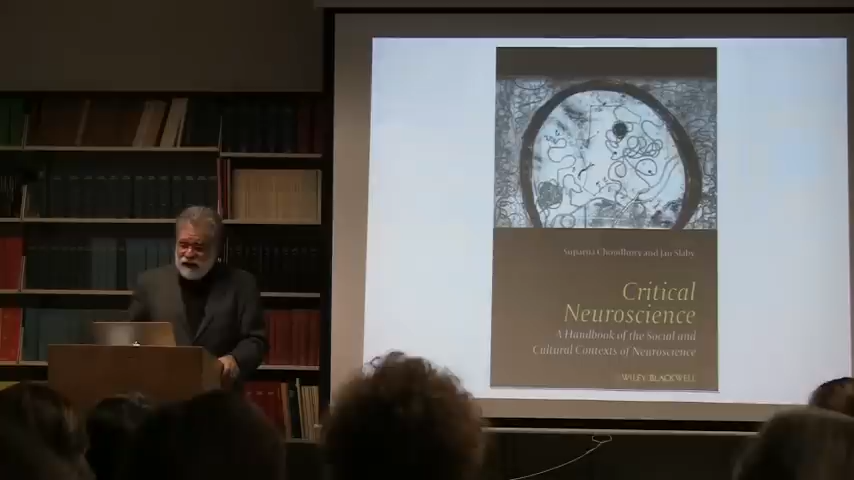 Suparna Choudhury and Jan Slaby
Critical
Neuroscience
A Handbook of the Social and
Cultural Contexts of Neuroscience
WILEY-BLACKWELL